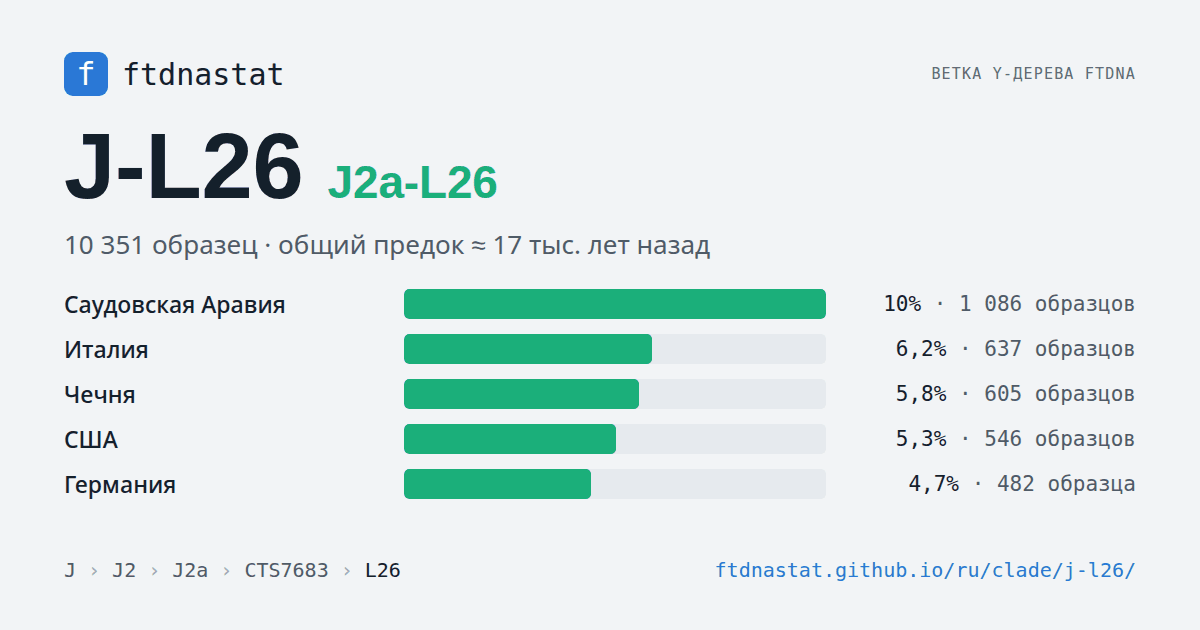 f ftdnastat
ВЕТКА Y-ДЕРЕВА FTDNA
J-L26 J2a-L26
10 351 образец · общий предок ≈ 17 тыс. лет назад
Саудовская Аравия 10% · 1 086 образцов
Италия 6,2% · 637 образцов
Чечня 5,8% · 605 образцов
США 5,3% · 546 образцов
Германия 4,7% · 482 образца
J › J2 › J2a › CTS7683 › L26
ftdnastat.github.io/ru/clade/j-l26/